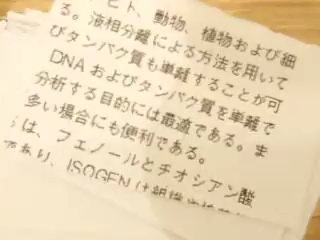 ヒト、動物、植物および細
る。液相分離による方法を用いて
びタンパク質も単離することが可
DNA およびタンパク質を単離で
分析する目的には最適である。ま
多い場合にも便利である。
は、フェノールとチオシアン酸
であり、ISOGEN は組織